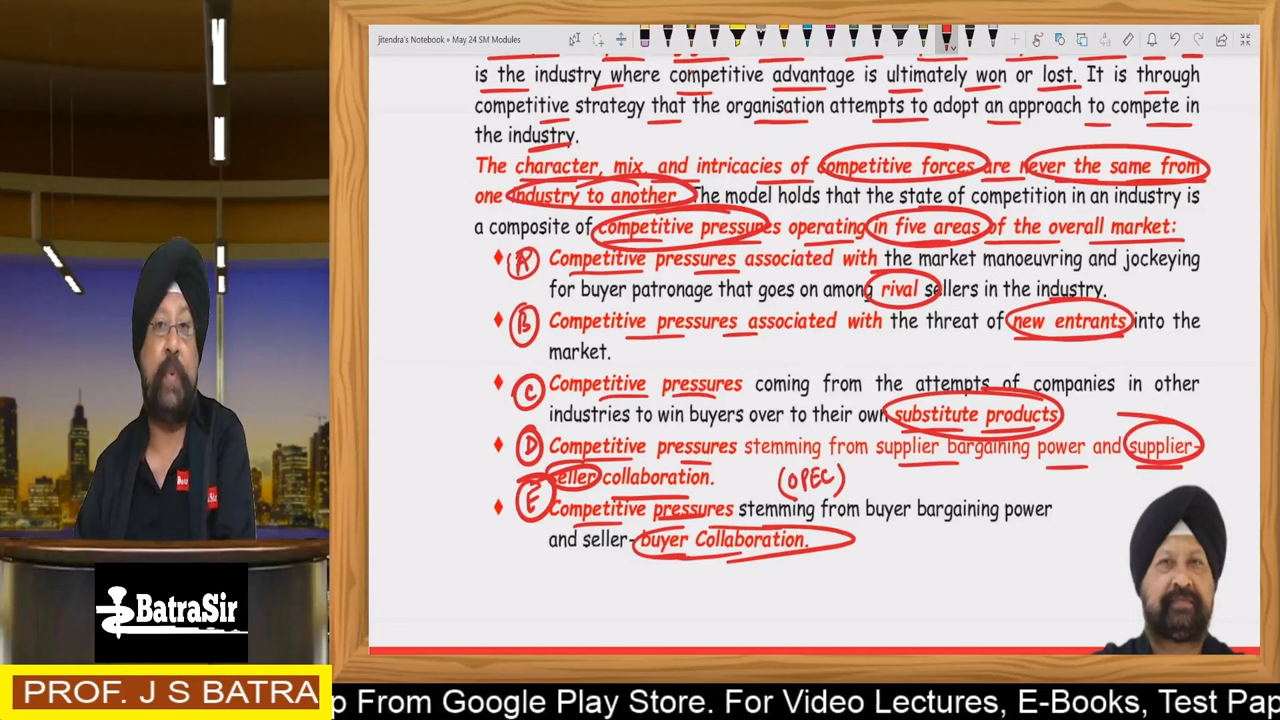 jitendra's Notebook » May 24 SM Modules
is the industry where competitive advantage is ultimately won or lost. It is through
competitive strategy that the organisation attempts to adopt an approach to compete in
the industry.
The character, mix, and intricacies of competitive forces are never the same from
one industry to another. The model holds that the state of competition in an industry is
a composite of competitive pressures operating in five areas of the overall market:
♦ A Competitive pressures associated with the market manoeuvring and jockeying
for buyer patronage that goes on among rival sellers in the industry.
♦ B Competitive pressures associated with the threat of new entrants into the
market.
♦ C Competitive pressures coming from the attempts of companies in other
industries to win buyers over to their own substitute products
♦ D Competitive pressures stemming from supplier bargaining power and supplier-
seller collaboration. (OPEC)
♦ E Competitive pressures stemming from buyer bargaining power
and seller-buyer Collaboration.
BatraSir
PROF. J S BATRA
p From Google Play Store. For Video Lectures, E-Books, Test Pap